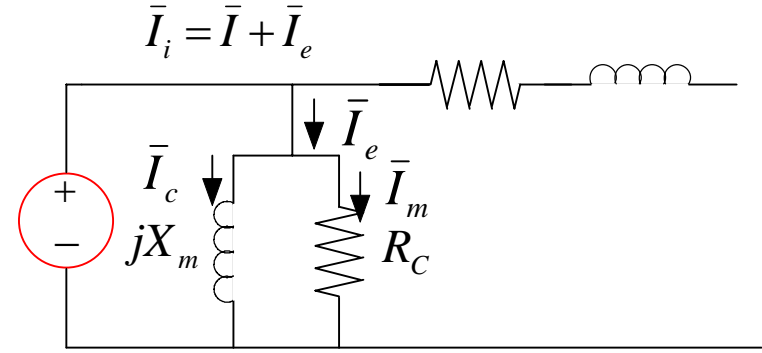 Ī_i = Ī + Ī_e
Ī_e
Ī_c
Ī_m
+
−
jX_m
R_C